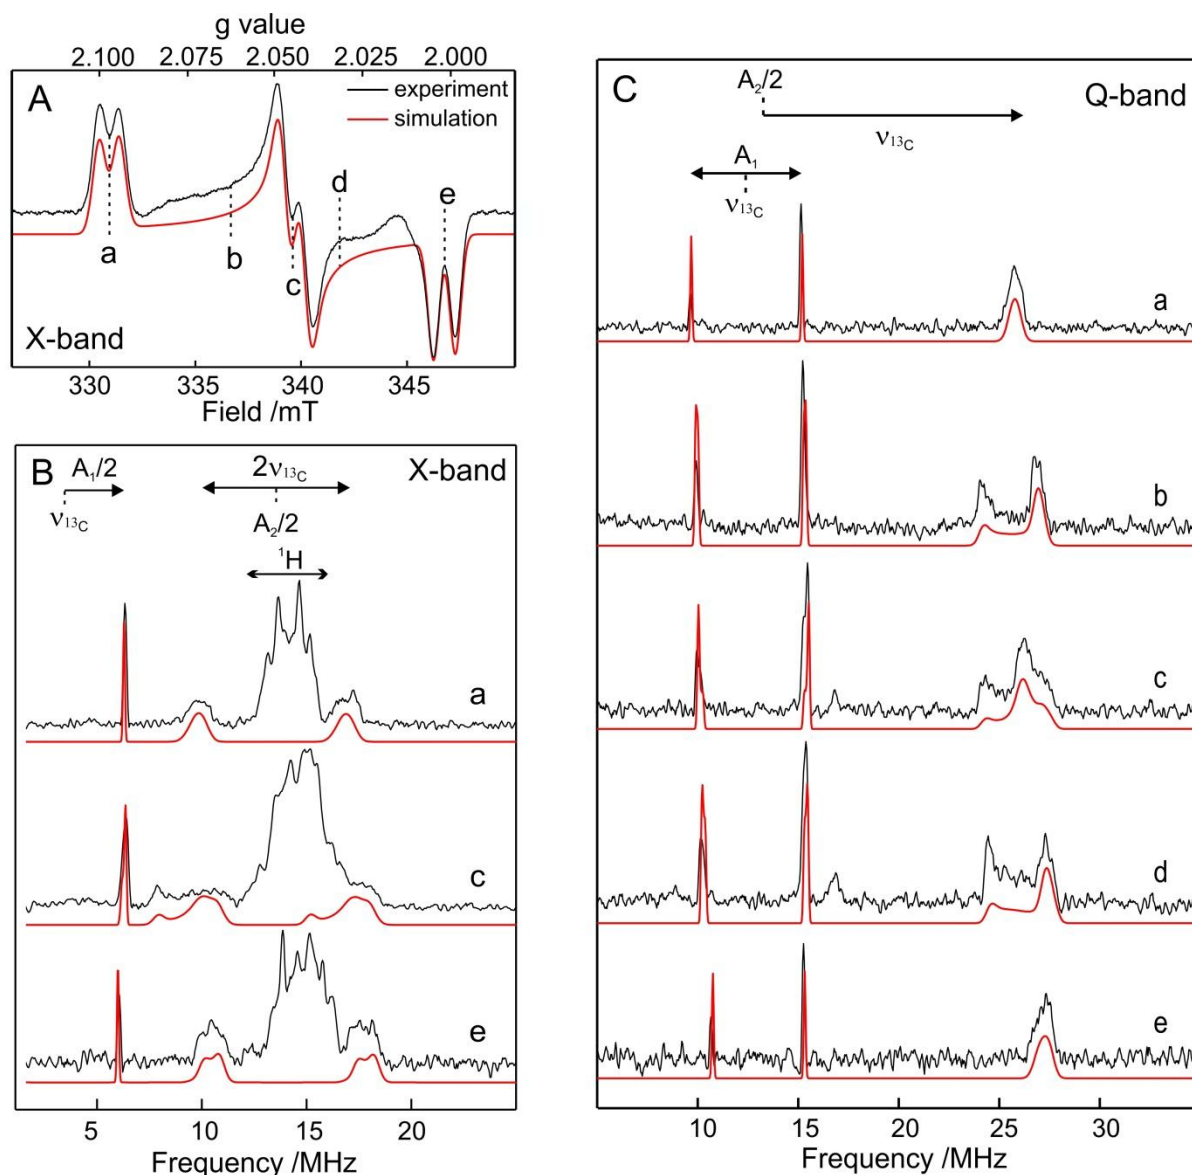 g value
2.100 2.075 2.050 2.025 2.000
A
experiment
simulation
a
b
c
d
e
X-band
330 335 340 345
Field /mT
B
X-band
A₁/2
ν₁₃C
2ν₁₃C
A₂/2
¹H
a
c
e
5 10 15 20
Frequency /MHz
C
Q-band
A₂/2
ν₁₃C
A₁
ν₁₃C
a
b
c
d
e
10 15 20 25 30
Frequency /MHz